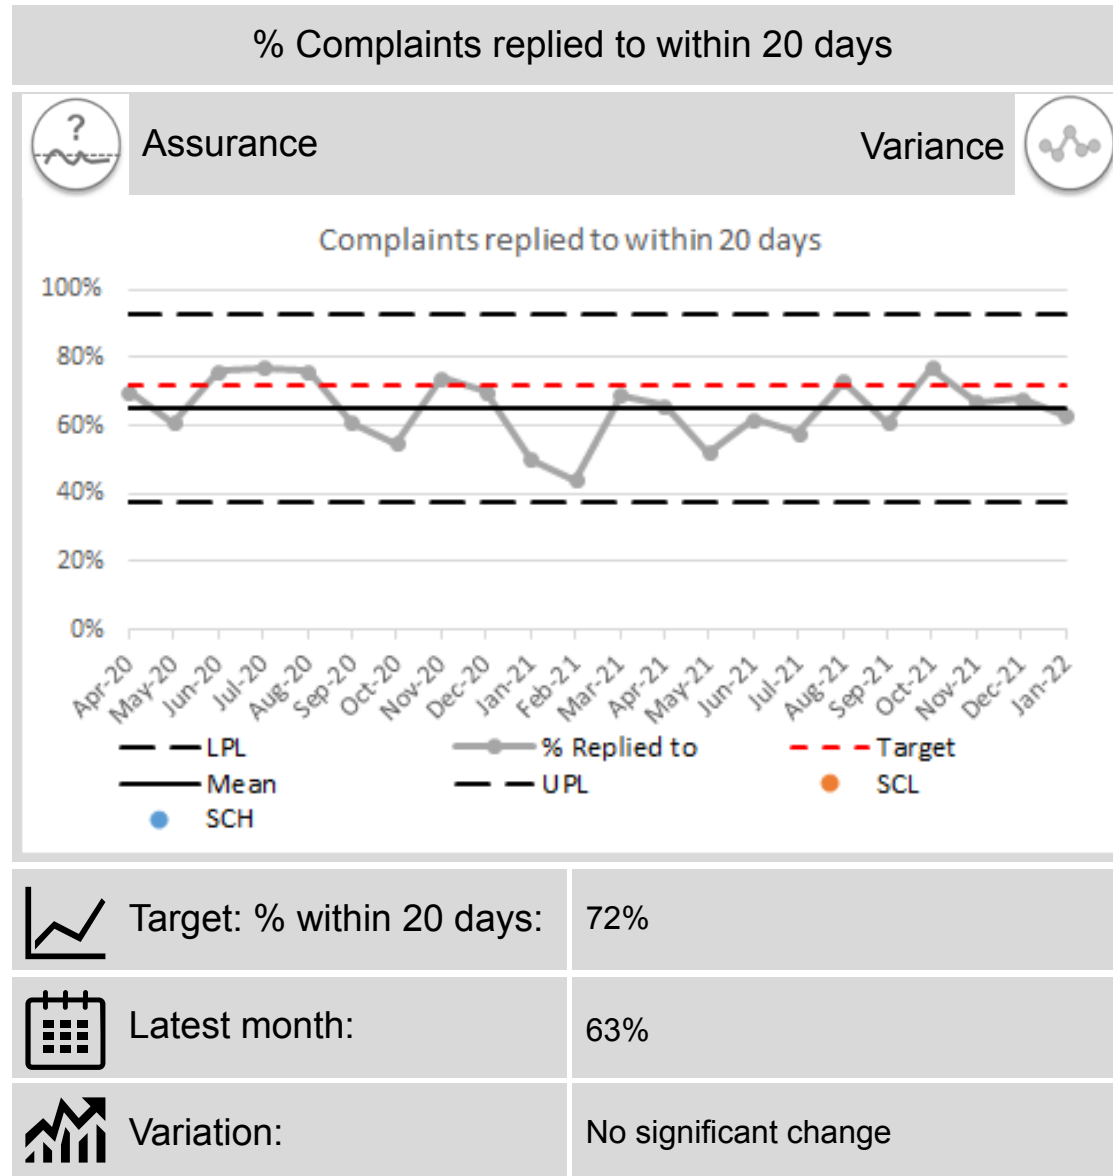 % Complaints replied to within 20 days
?
Assurance
Variance
Complaints replied to within 20 days
100%
80%
60%
40%
20%
0%
Apr-20
May-20
Jun-20
Jul-20
Aug-20
Sep-20
Oct-20
Nov-20
Dec-20
Jan-21
Feb-21
Mar-21
Apr-21
May-21
Jun-21
Jul-21
Aug-21
Sep-21
Oct-21
Nov-21
Dec-21
Jan-22
LPL % Replied to Target
Mean UPL SCL
SCH
Target: % within 20 days: 72%
Latest month: 63%
Variation: No significant change